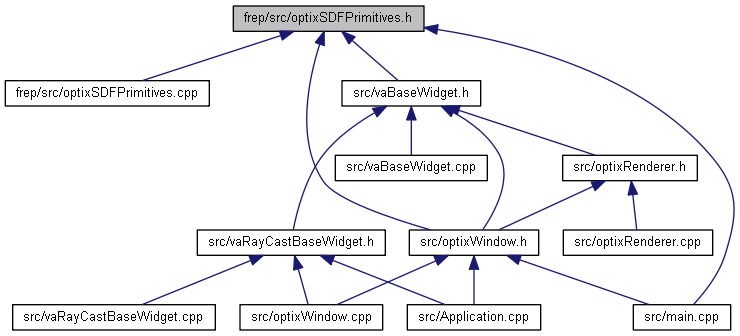 frep/src/optixSDFPrimitives.h
frep/src/optixSDFPrimitives.cpp
src/vaBaseWidget.h
src/vaBaseWidget.cpp
src/optixRenderer.h
src/vaRayCastBaseWidget.h
src/optixWindow.h
src/optixRenderer.cpp
src/vaRayCastBaseWidget.cpp
src/optixWindow.cpp
src/Application.cpp
src/main.cpp